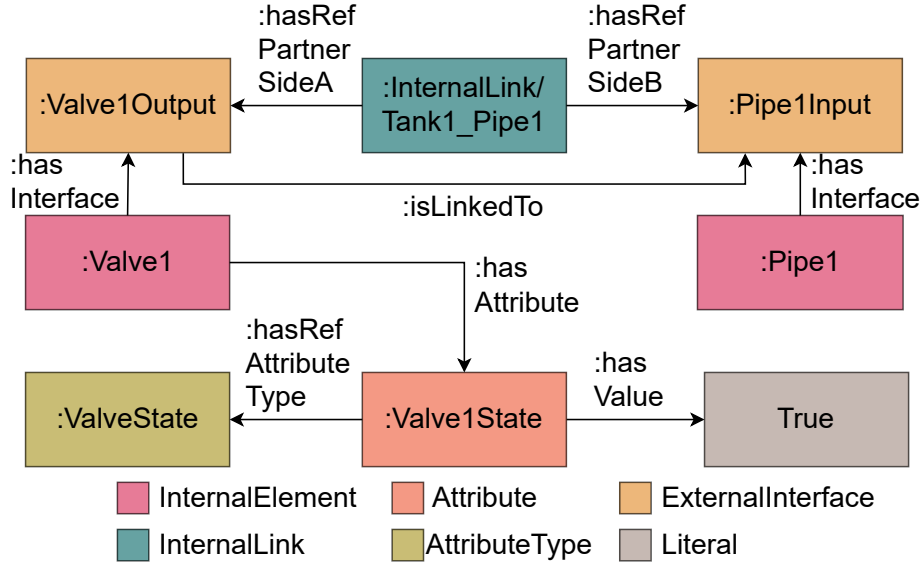 :hasRef
Partner
SideA
:hasRef
Partner
SideB
:Valve1Output
:InternalLink/
Tank1_Pipe1
:Pipe1Input
:has
Interface
:isLinkedTo
:has
Interface
:Valve1
:Pipe1
:has
Attribute
:hasRef
Attribute
Type
:has
Value
:ValveState
:Valve1State
True
InternalElement
Attribute
ExternalInterface
InternalLink
AttributeType
Literal